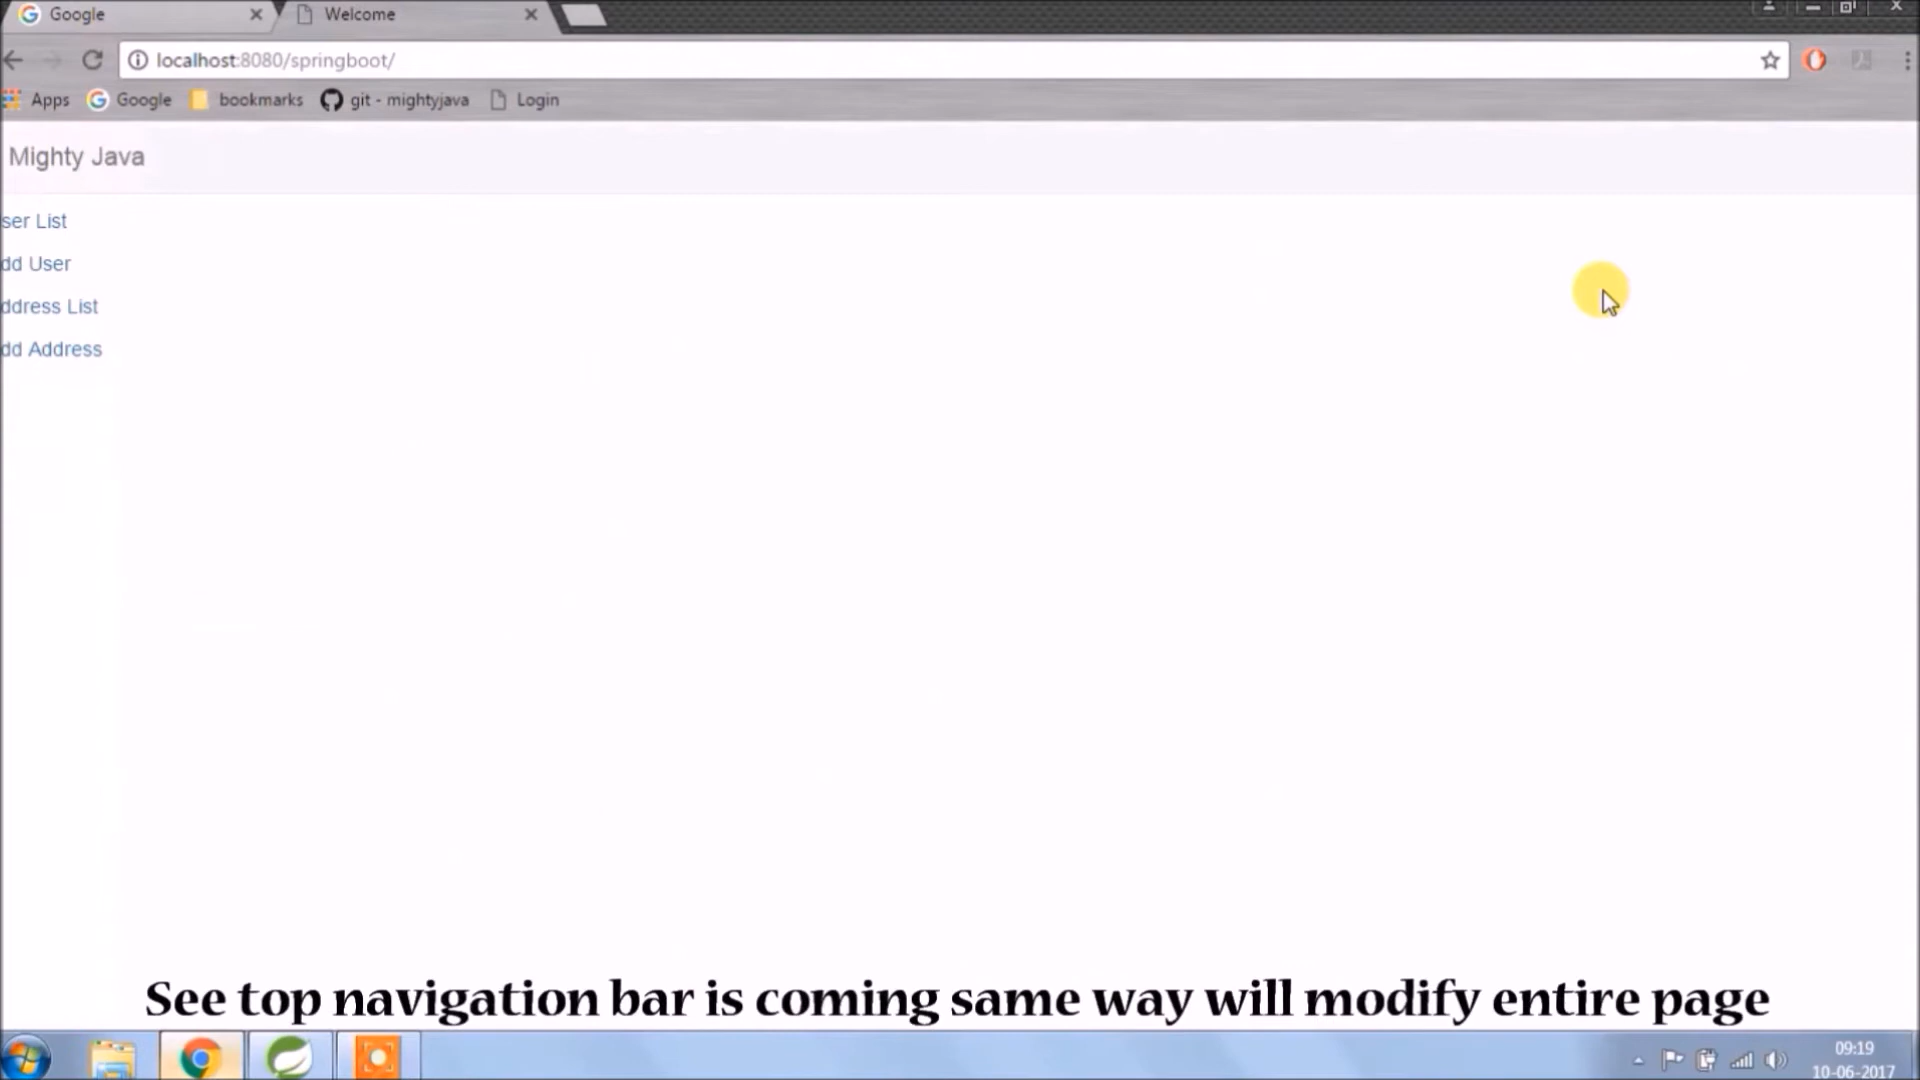 Google
Welcome
localhost:8080/springboot/
Apps Google bookmarks git - mightyjava Login
Mighty Java
ser List
dd User
ddress List
dd Address
See top navigation bar is coming same way will modify entire page
09:19
10-06-2017